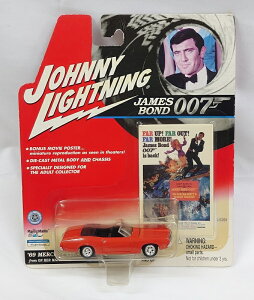 JOHNNY
LIGHTNING
JAMES
BOND 007
• BONUS MOVIE POSTER...
miniature reproduction as seen in theaters!
• DIE-CAST METAL BODY AND CHASSIS
• SPECIALLY DESIGNED FOR
THE ADULT COLLECTOR
FAR UP! FAR OUT!
FAR MORE!
James Bond
007
is back!
WARNING:
CHOKING HAZARD-
small parts.
Not for children under 3 yrs.
'69 MERC